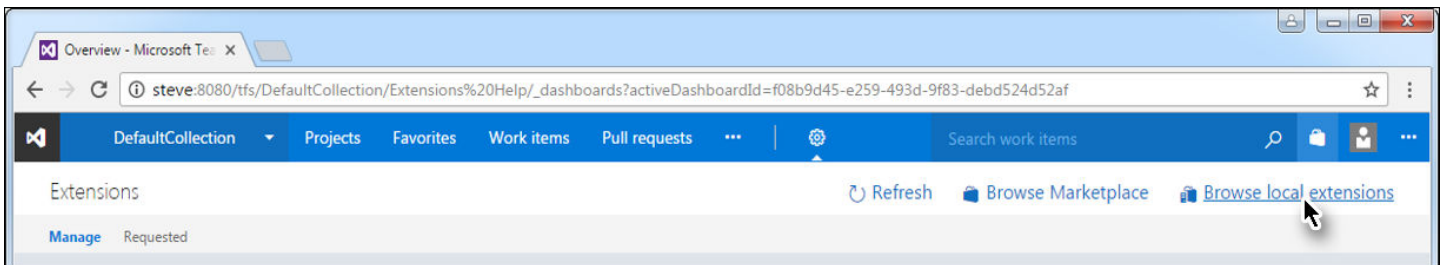 Overview - Microsoft Tea
steve:8080/tfs/DefaultCollection/Extensions%20Help/_dashboards?activeDashboardId=f08b9d45-e259-493d-9f83-debd524d52af
DefaultCollection Projects Favorites Work items Pull requests ··· Search work items ···
Extensions Refresh Browse Marketplace Browse local extensions
Manage Requested